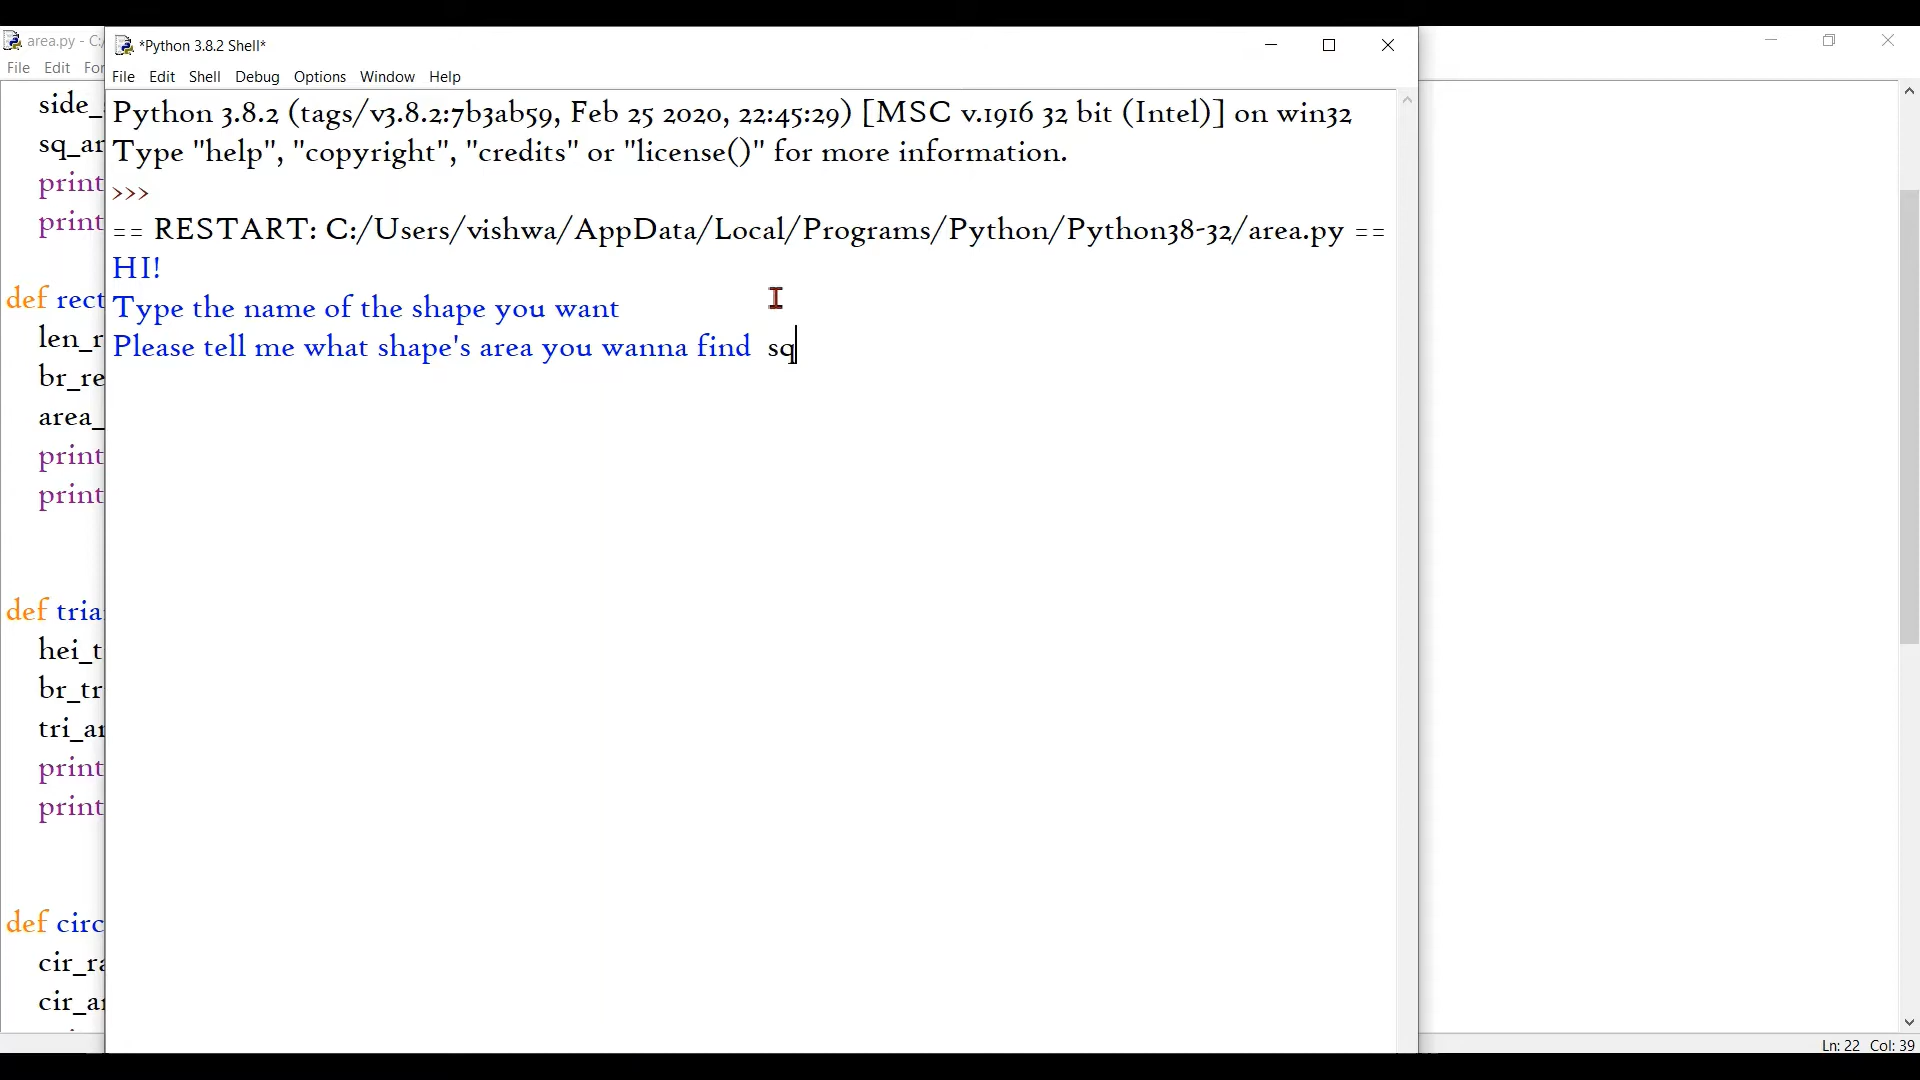 area.py - C:/
File Edit For
*Python 3.8.2 Shell*
File Edit Shell Debug Options Window Help
Python 3.8.2 (tags/v3.8.2:7b3ab59, Feb 25 2020, 22:45:29) [MSC v.1916 32 bit (Intel)] on win32
Type "help", "copyright", "credits" or "license()" for more information.
>>>
== RESTART: C:/Users/vishwa/AppData/Local/Programs/Python/Python38-32/area.py ==
HI!
Type the name of the shape you want
Please tell me what shape's area you wanna find sq
side_
sq_ar
print
print
def rect
len_r
br_re
area_
print
print
def tria
hei_t
br_tr
tri_ar
print
print
def circ
cir_ra
cir_ar
Ln: 22 Col: 39